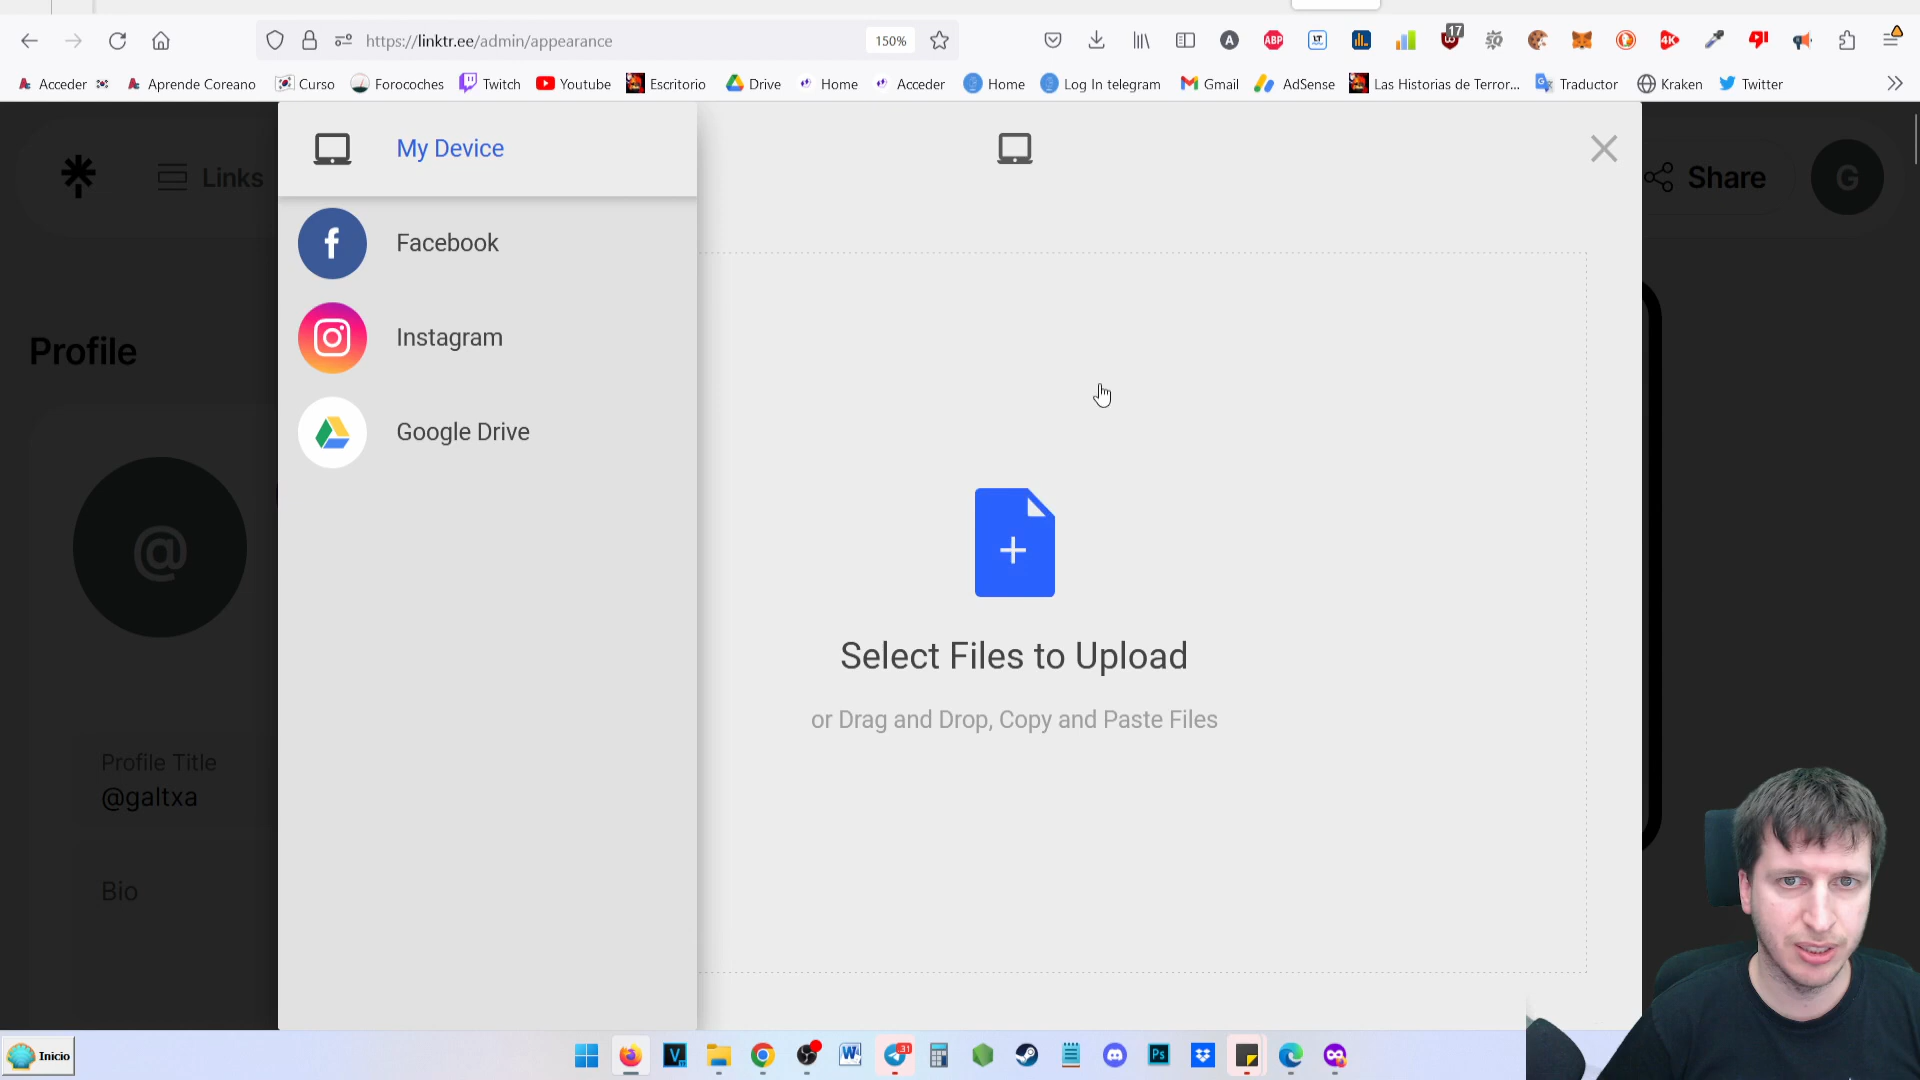 https://linktr.ee/admin/appearance
150%
17
Acceder
Aprende Coreano
Curso
Forocoches
Twitch
Youtube
Escritorio
Drive
Home
Acceder
Home
Log In telegram
Gmail
AdSense
Las Historias de Terror...
Traductor
Kraken
Twitter
Links
My Device
Share
G
Facebook
Instagram
Google Drive
Profile
@
Select Files to Upload
or Drag and Drop, Copy and Paste Files
Profile Title
@galtxa
Bio
Inicio
31